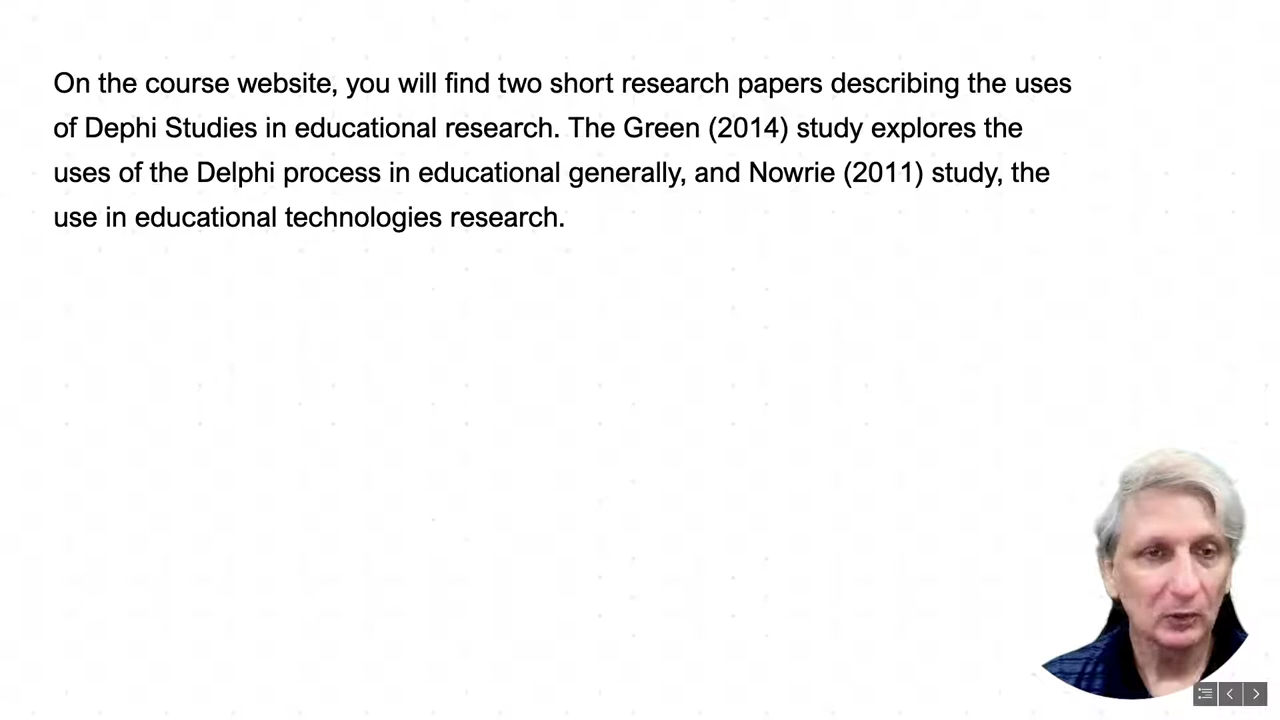 On the course website, you will find two short research papers describing the uses
of Dephi Studies in educational research. The Green (2014) study explores the
uses of the Delphi process in educational generally, and Nowrie (2011) study, the
use in educational technologies research.